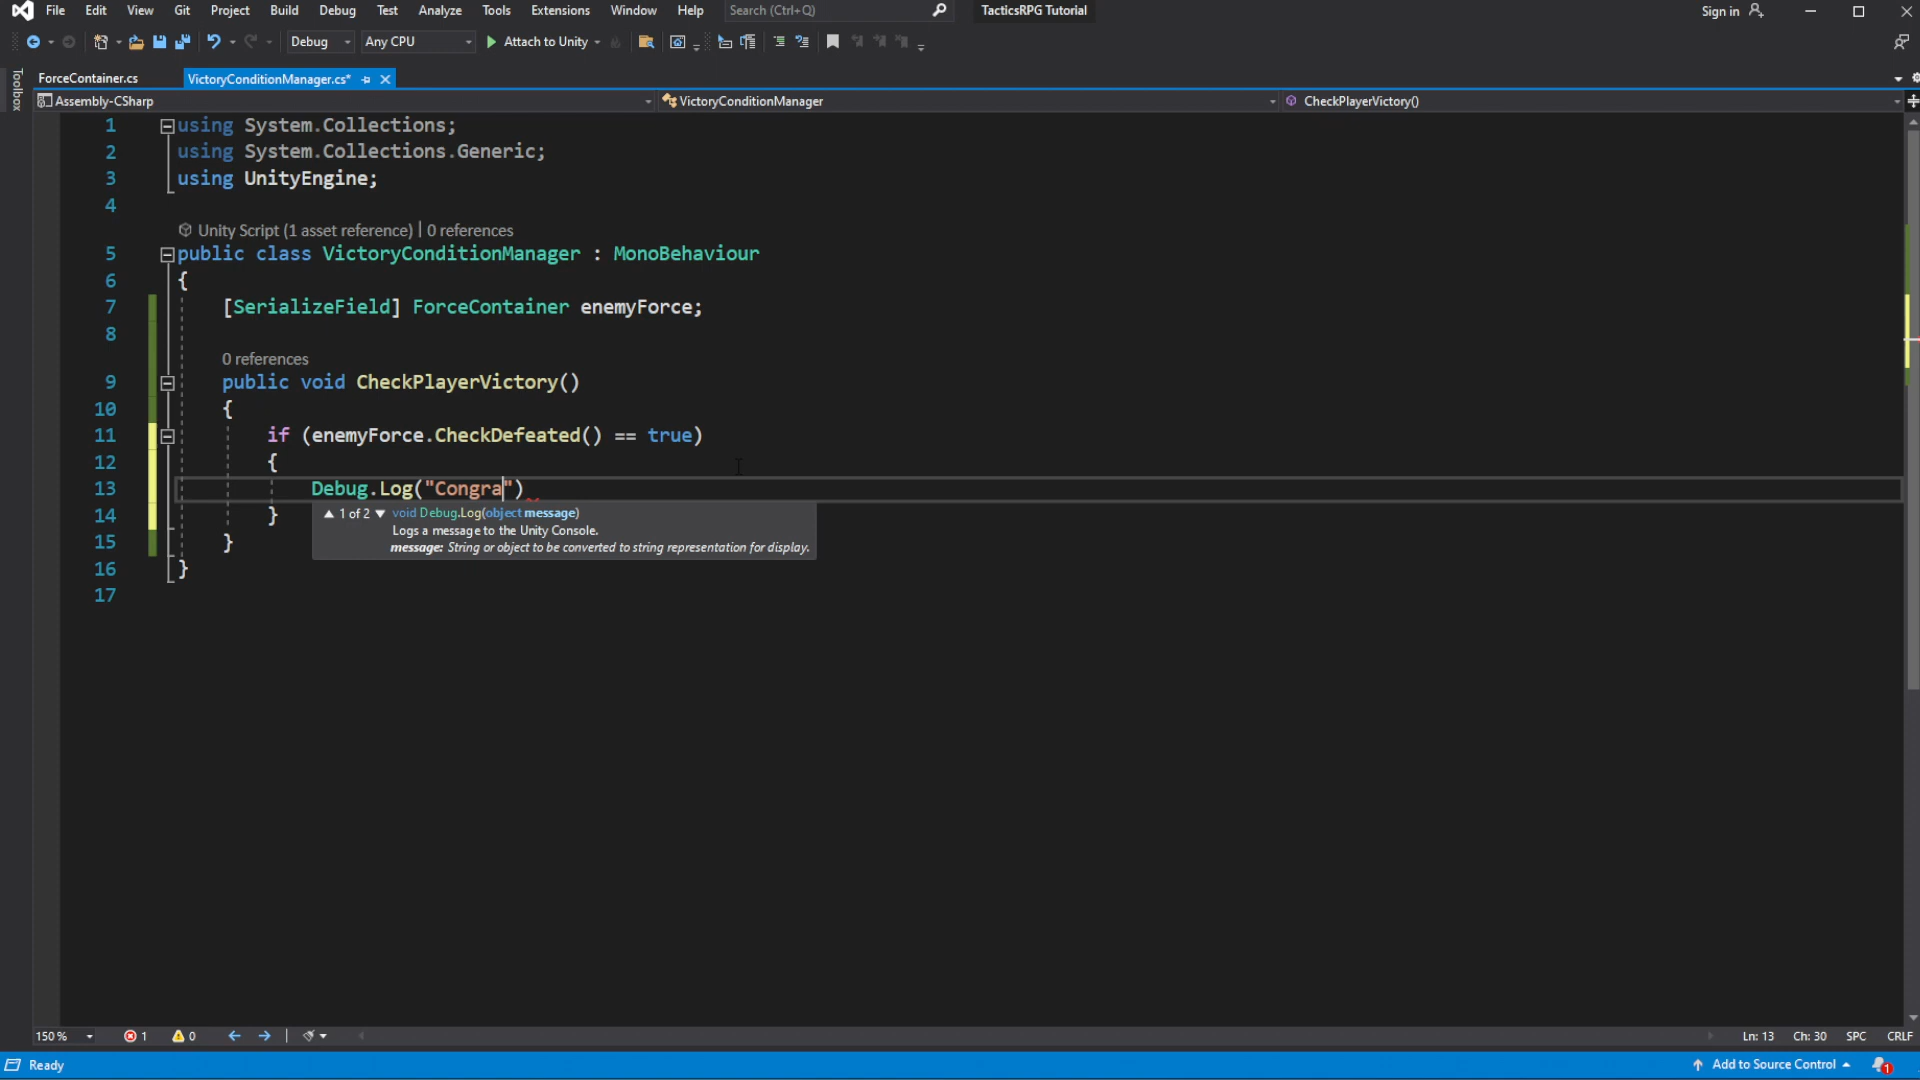 File Edit View Git Project Build Debug Test Analyze Tools Extensions Window Help Search (Ctrl+Q) TacticsRPG Tutorial Sign in
Debug Any CPU Attach to Unity
Toolbox
ForceContainer.cs VictoryConditionManager.cs*
Assembly-CSharp VictoryConditionManager CheckPlayerVictory()
1 using System.Collections;
2 using System.Collections.Generic;
3 using UnityEngine;
4
Unity Script (1 asset reference) | 0 references
5 public class VictoryConditionManager : MonoBehaviour
6 {
7 [SerializeField] ForceContainer enemyForce;
8
0 references
9 public void CheckPlayerVictory()
10 {
11 if (enemyForce.CheckDefeated() == true)
12 {
13 Debug.Log("Congra")
14 }
▲ 1 of 2 ▼ void Debug.Log(object message)
Logs a message to the Unity Console.
message: String or object to be converted to string representation for display.
15 }
16 }
17
150 % 1 0 Ln: 13 Ch: 30 SPC CRLF
Ready Add to Source Control 1